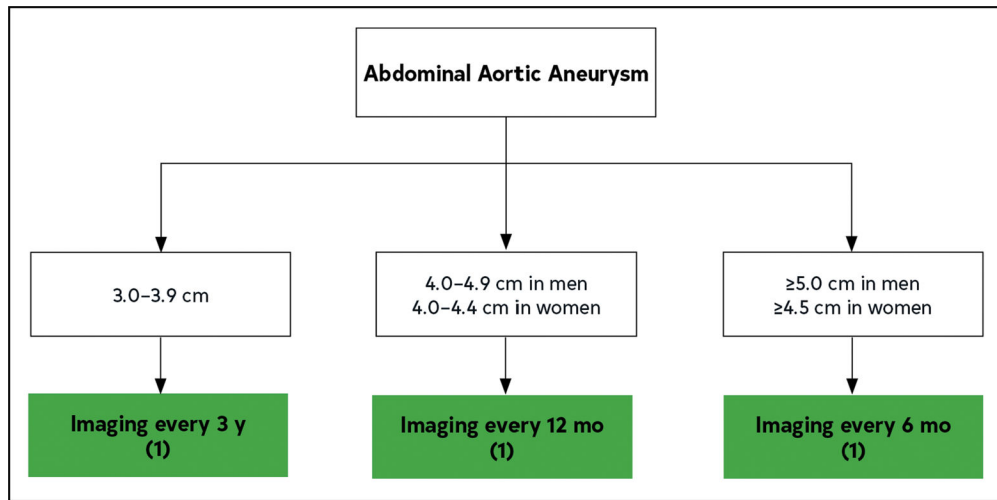 Abdominal Aortic Aneurysm
3.0–3.9 cm
4.0–4.9 cm in men
4.0–4.4 cm in women
≥5.0 cm in men
≥4.5 cm in women
Imaging every 3 y
(1)
Imaging every 12 mo
(1)
Imaging every 6 mo
(1)